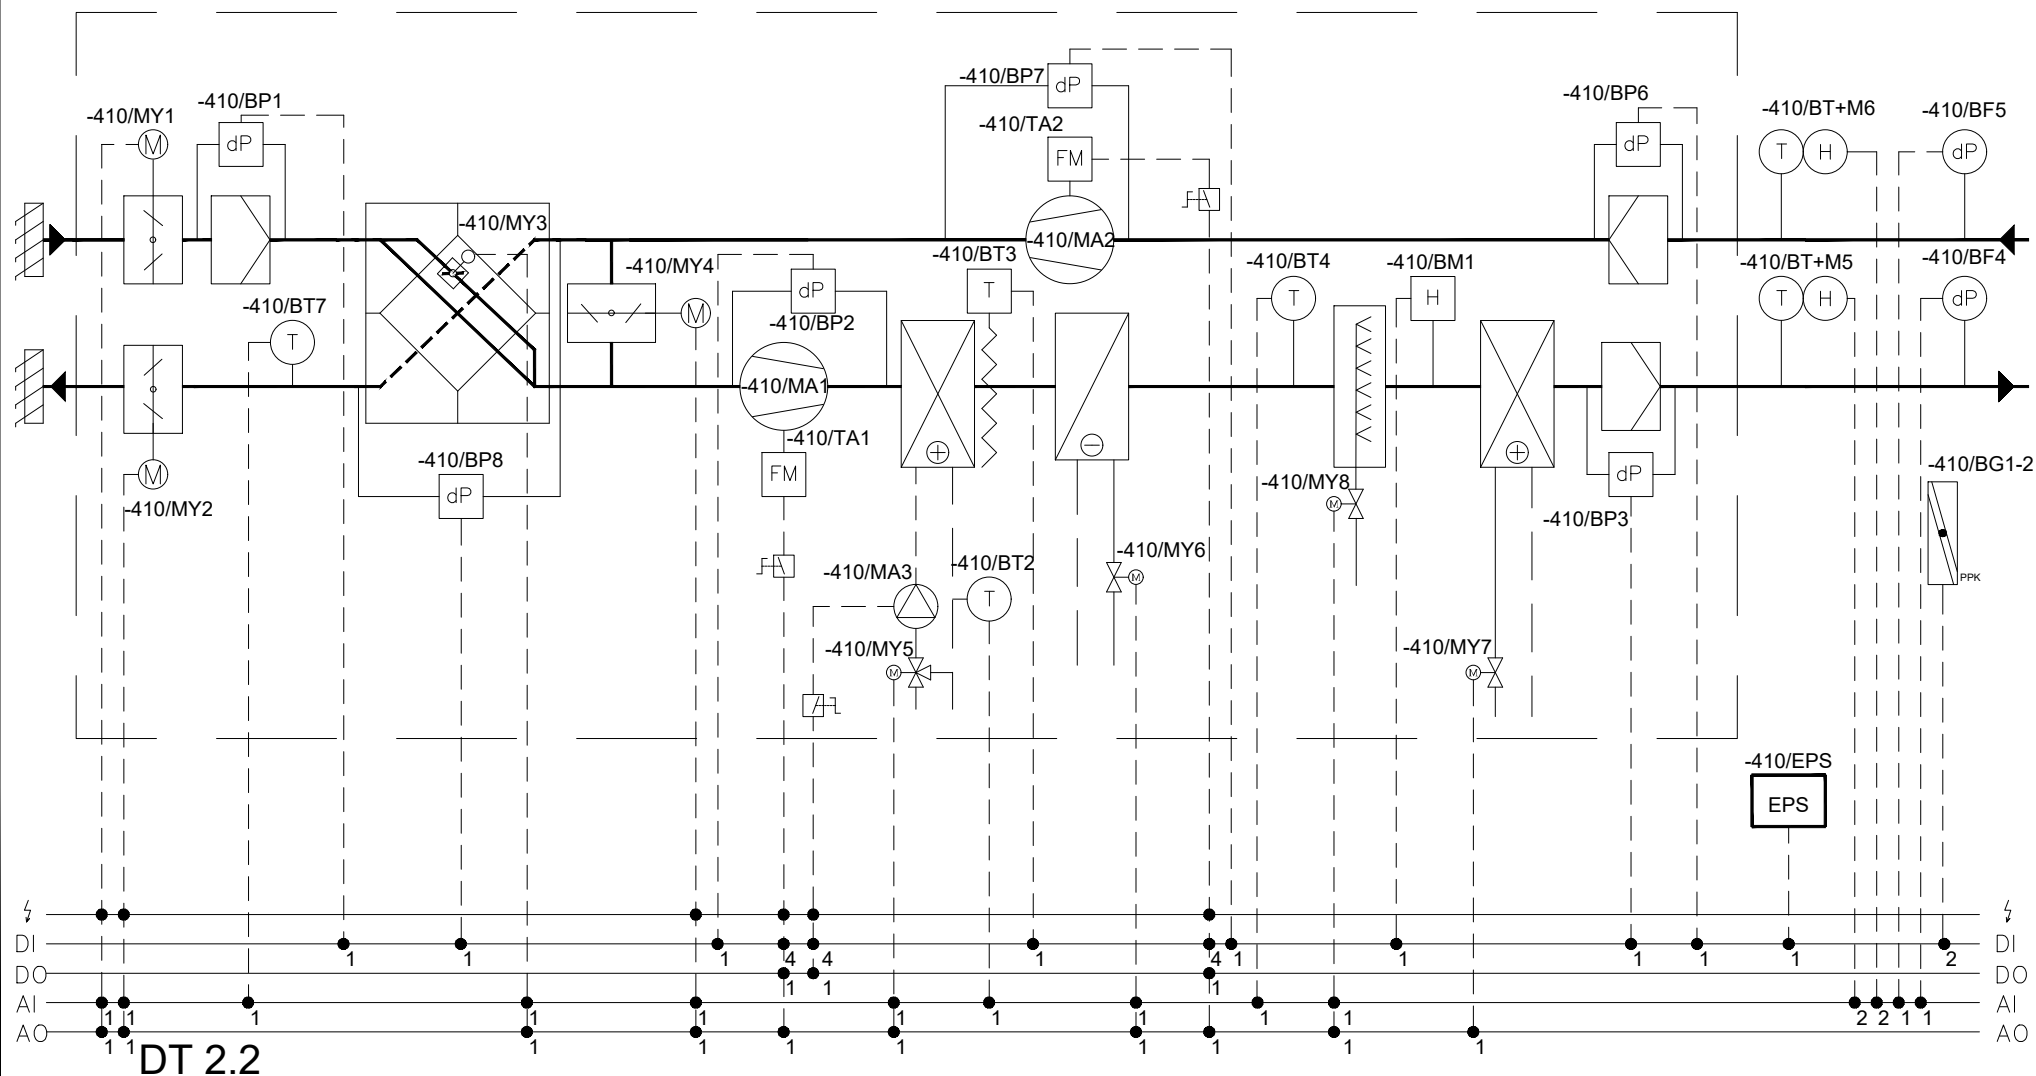 -410/BP7
dP
-410/BP6
-410/BP1
-410/MY1
M
dP
-410/TA2
FM
dP
-410/BT+M6
T H
-410/BF5
dP
-410/MY3
-410/MA2
-410/MY4
M
-410/BT3
T
dP
-410/BP2
-410/BT4
T
-410/BM1
H
-410/BT+M5
T H
-410/BF4
dP
-410/BT7
T
-410/MA1
-410/TA1
FM
-410/BP8
dP
M
-410/MY2
-410/MY8
M
dP
-410/BP3
-410/BG1-2
PPK
-410/MA3
-410/BT2
T
-410/MY6
M
-410/MY5
M
-410/MY7
M
-410/EPS
EPS
DI DI
1 1 1 4 4 1 4 1 1 1 1 1 2
DO DO
1 1 1
AI AI
1 1 1 1 1 1 1 1 1 1 2 2 1 1
AO AO
1 1 1 1 1 1 1 1 1 1
DT 2.2